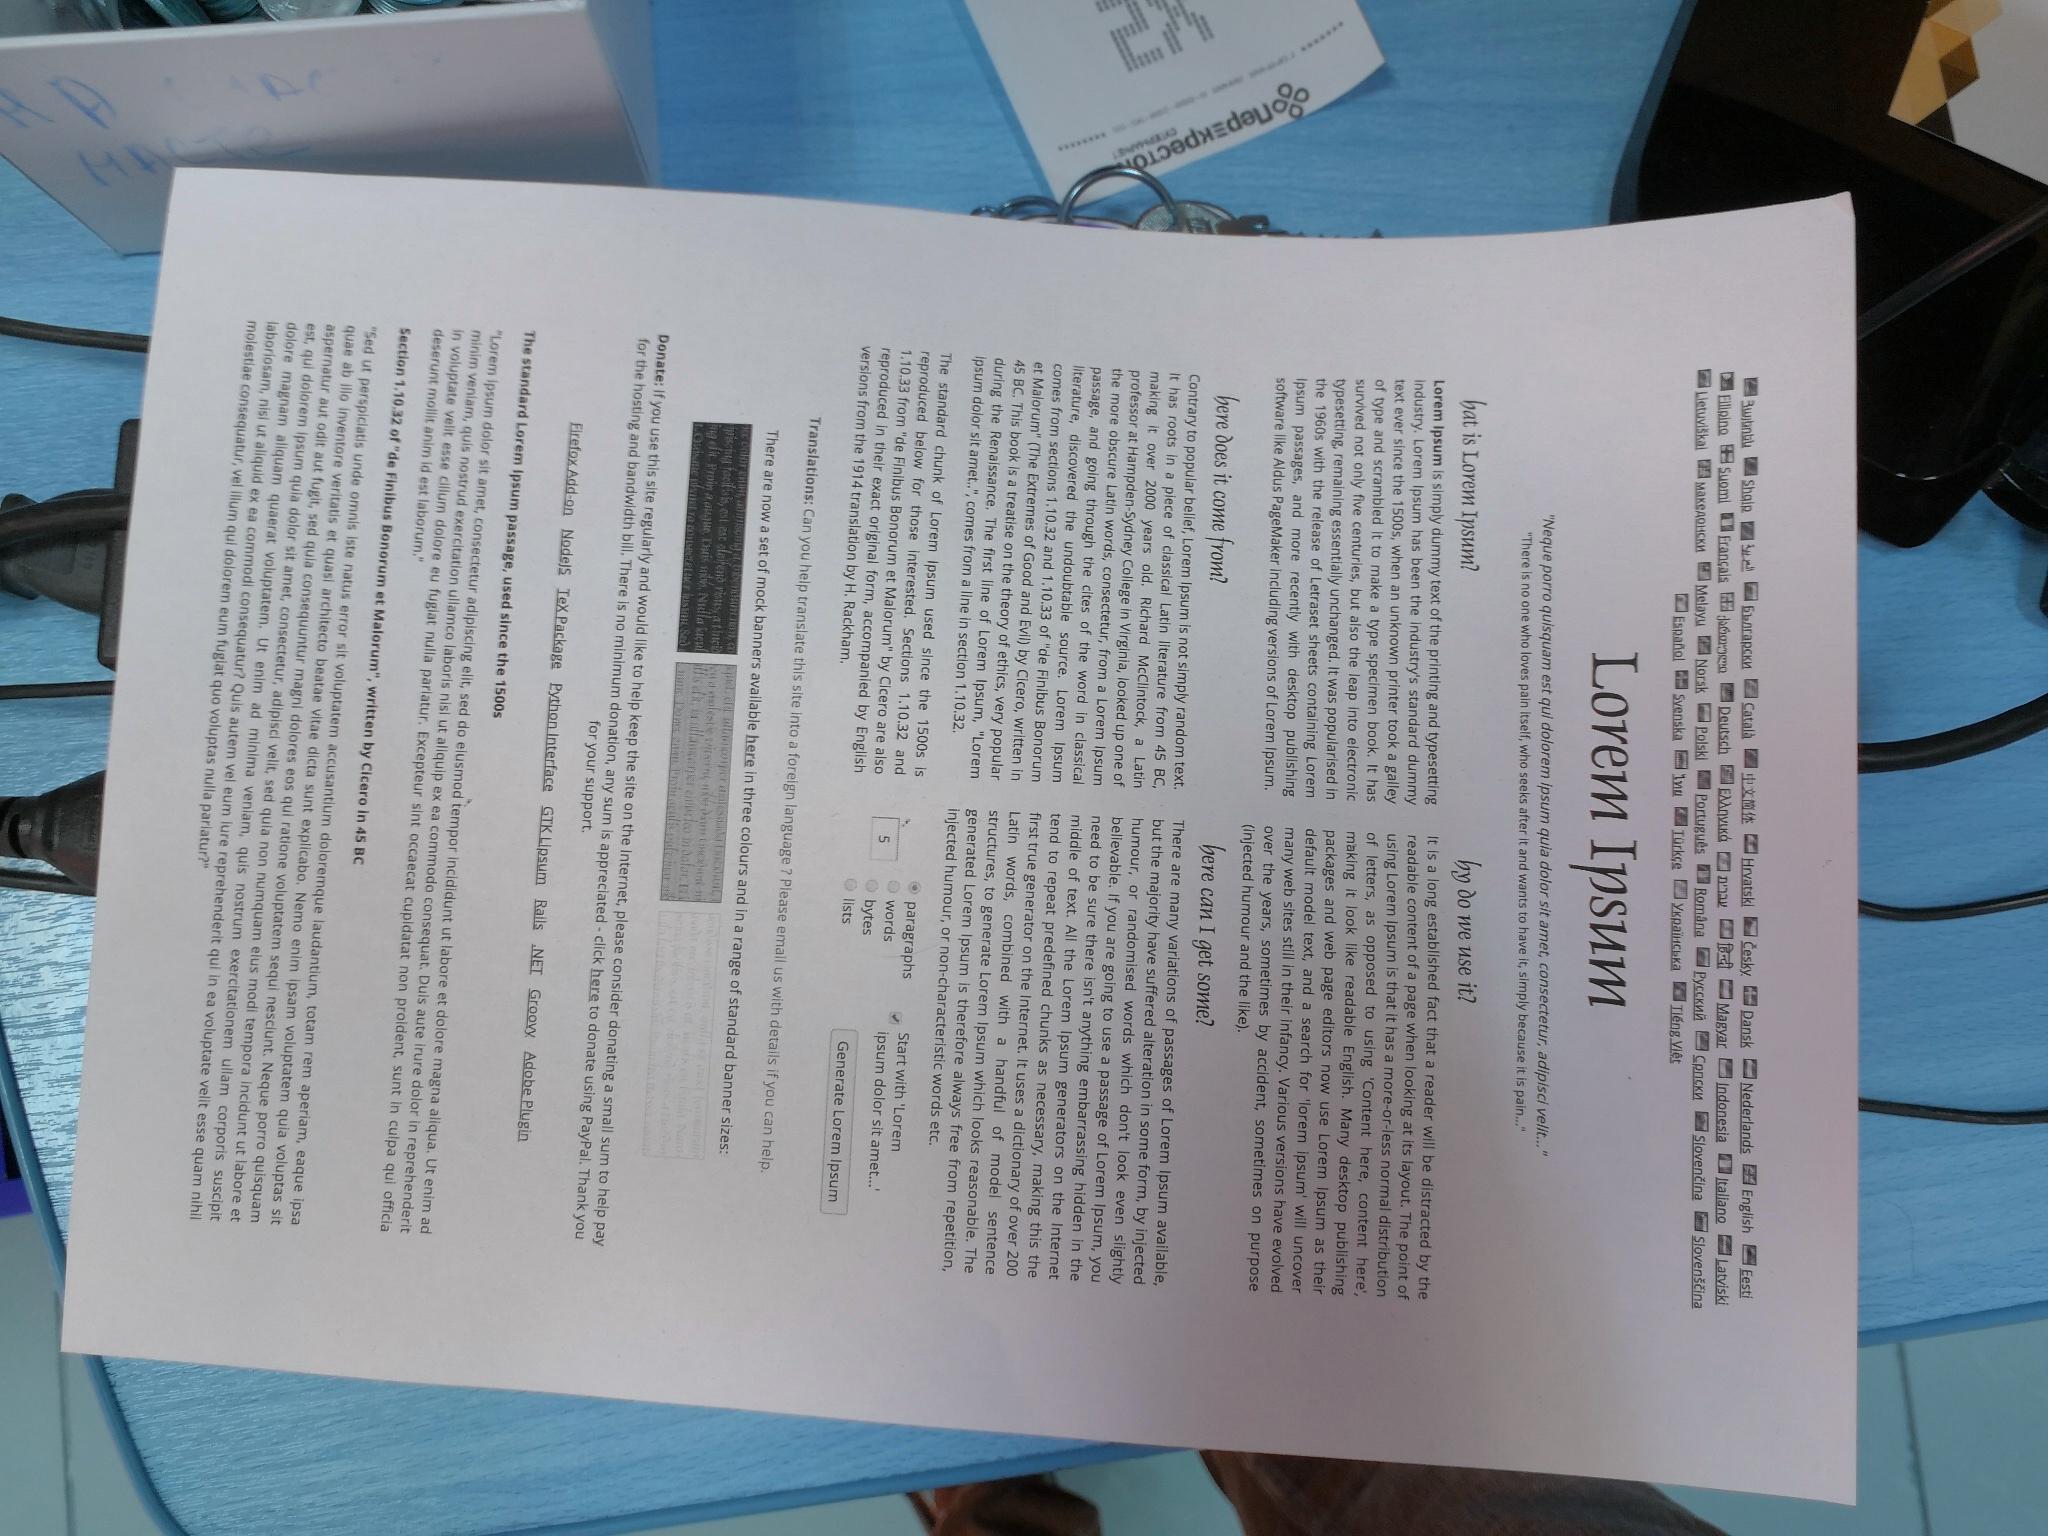 Հայերեն Shqip العربية Български Català 中文简体 Hrvatski Česky Dansk Nederlands English Eesti
Filipino Suomi Français ქართული Deutsch Ελληνικά עברית हिन्दी Magyar Indonesia Italiano Latviski
Lietuviškai македонски Melayu Norsk Polski Português Româna Pyccкий Српски Slovenčina Slovenščina
Español Svenska ไทย Türkçe Українська Tiếng Việt
Lorem Ipsum
"Neque porro quisquam est qui dolorem ipsum quia dolor sit amet, consectetur, adipisci velit..."
"There is no one who loves pain itself, who seeks after it and wants to have it, simply because it is pain..."
hat is Lorem Ipsum?
Lorem Ipsum is simply dummy text of the printing and typesetting
industry. Lorem Ipsum has been the industry's standard dummy
text ever since the 1500s, when an unknown printer took a galley
of type and scrambled it to make a type specimen book. It has
survived not only five centuries, but also the leap into electronic
typesetting, remaining essentially unchanged. It was popularised in
the 1960s with the release of Letraset sheets containing Lorem
Ipsum passages, and more recently with desktop publishing
software like Aldus PageMaker including versions of Lorem Ipsum.
hy do we use it?
It is a long established fact that a reader will be distracted by the
readable content of a page when looking at its layout. The point of
using Lorem Ipsum is that it has a more-or-less normal distribution
of letters, as opposed to using 'Content here, content here',
making it look like readable English. Many desktop publishing
packages and web page editors now use Lorem Ipsum as their
default model text, and a search for 'lorem ipsum' will uncover
many web sites still in their infancy. Various versions have evolved
over the years, sometimes by accident, sometimes on purpose
(injected humour and the like).
here does it come from?
Contrary to popular belief, Lorem Ipsum is not simply random text.
It has roots in a piece of classical Latin literature from 45 BC,
making it over 2000 years old. Richard McClintock, a Latin
professor at Hampden-Sydney College in Virginia, looked up one of
the more obscure Latin words, consectetur, from a Lorem Ipsum
passage, and going through the cites of the word in classical
literature, discovered the undoubtable source. Lorem Ipsum
comes from sections 1.10.32 and 1.10.33 of "de Finibus Bonorum
et Malorum" (The Extremes of Good and Evil) by Cicero, written in
45 BC. This book is a treatise on the theory of ethics, very popular
during the Renaissance. The first line of Lorem Ipsum, "Lorem
ipsum dolor sit amet..", comes from a line in section 1.10.32.
The standard chunk of Lorem Ipsum used since the 1500s is
reproduced below for those interested. Sections 1.10.32 and
1.10.33 from "de Finibus Bonorum et Malorum" by Cicero are also
reproduced in their exact original form, accompanied by English
versions from the 1914 translation by H. Rackham.
here can I get some?
There are many variations of passages of Lorem Ipsum available,
but the majority have suffered alteration in some form, by injected
humour, or randomised words which don't look even slightly
believable. If you are going to use a passage of Lorem Ipsum, you
need to be sure there isn't anything embarrassing hidden in the
middle of text. All the Lorem Ipsum generators on the Internet
tend to repeat predefined chunks as necessary, making this the
first true generator on the Internet. It uses a dictionary of over 200
Latin words, combined with a handful of model sentence
structures, to generate Lorem Ipsum which looks reasonable. The
generated Lorem Ipsum is therefore always free from repetition,
injected humour, or non-characteristic words etc.
5
paragraphs
words
bytes
lists
Start with 'Lorem
ipsum dolor sit amet...'
Generate Lorem Ipsum
Translations: Can you help translate this site into a foreign language ? Please email us with details if you can help.
There are now a set of mock banners available here in three colours and in a range of standard banner sizes:
Donate: If you use this site regularly and would like to help keep the site on the Internet, please consider donating a small sum to help pay
for the hosting and bandwidth bill. There is no minimum donation, any sum is appreciated - click here to donate using PayPal. Thank you
for your support.
Firefox Add-on NodeJS TeX Package Python Interface GTK Lipsum Rails .NET Groovy Adobe Plugin
The standard Lorem Ipsum passage, used since the 1500s
"Lorem ipsum dolor sit amet, consectetur adipiscing elit, sed do eiusmod tempor incididunt ut labore et dolore magna aliqua. Ut enim ad
minim veniam, quis nostrud exercitation ullamco laboris nisi ut aliquip ex ea commodo consequat. Duis aute irure dolor in reprehenderit
in voluptate velit esse cillum dolore eu fugiat nulla pariatur. Excepteur sint occaecat cupidatat non proident, sunt in culpa qui officia
deserunt mollit anim id est laborum."
Section 1.10.32 of "de Finibus Bonorum et Malorum", written by Cicero in 45 BC
"Sed ut perspiciatis unde omnis iste natus error sit voluptatem accusantium doloremque laudantium, totam rem aperiam, eaque ipsa
quae ab illo inventore veritatis et quasi architecto beatae vitae dicta sunt explicabo. Nemo enim ipsam voluptatem quia voluptas sit
aspernatur aut odit aut fugit, sed quia consequuntur magni dolores eos qui ratione voluptatem sequi nesciunt. Neque porro quisquam
est, qui dolorem ipsum quia dolor sit amet, consectetur, adipisci velit, sed quia non numquam eius modi tempora incidunt ut labore et
dolore magnam aliquam quaerat voluptatem. Ut enim ad minima veniam, quis nostrum exercitationem ullam corporis suscipit
laboriosam, nisi ut aliquid ex ea commodi consequatur? Quis autem vel eum iure reprehenderit qui in ea voluptate velit esse quam nihil
molestiae consequatur, vel illum qui dolorem eum fugiat quo voluptas nulla pariatur?"
Перекресток
СУПЕРМАРКЕТ